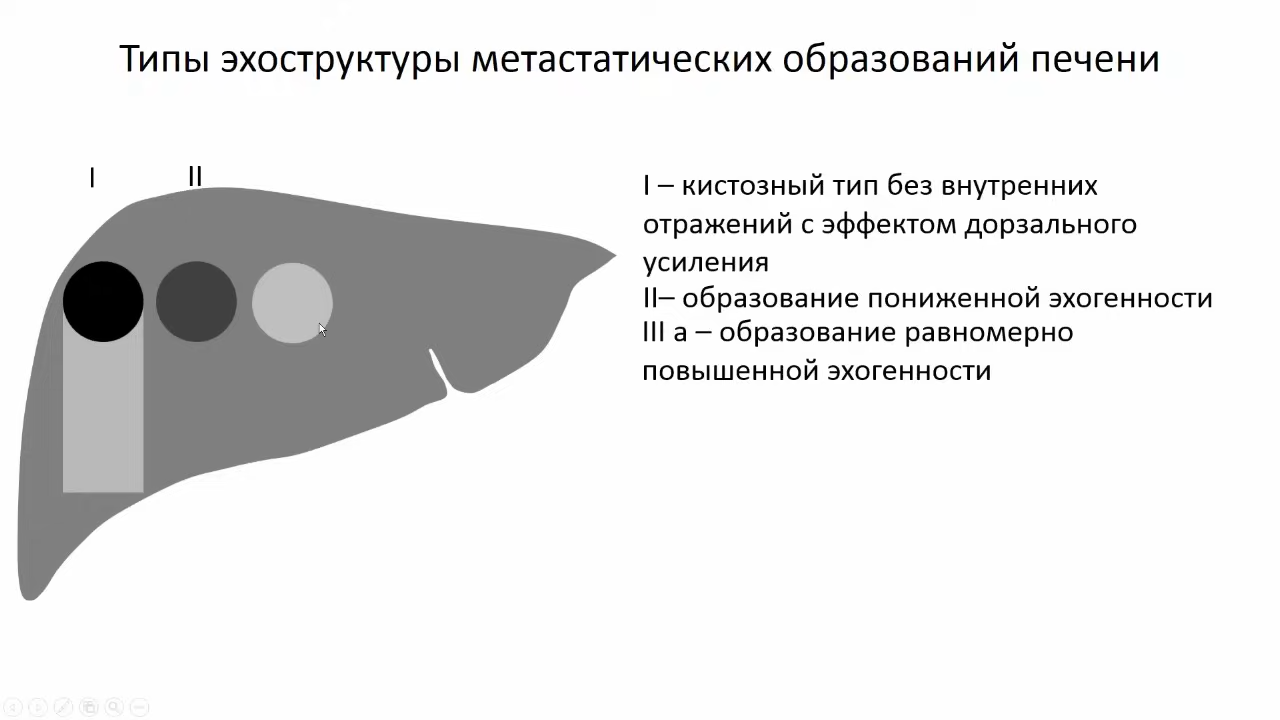 Типы эхоструктуры метастатических образований печени
I
II
I – кистозный тип без внутренних
отражений с эффектом дорзального
усиления
II– образование пониженной эхогенности
III а – образование равномерно
повышенной эхогенности